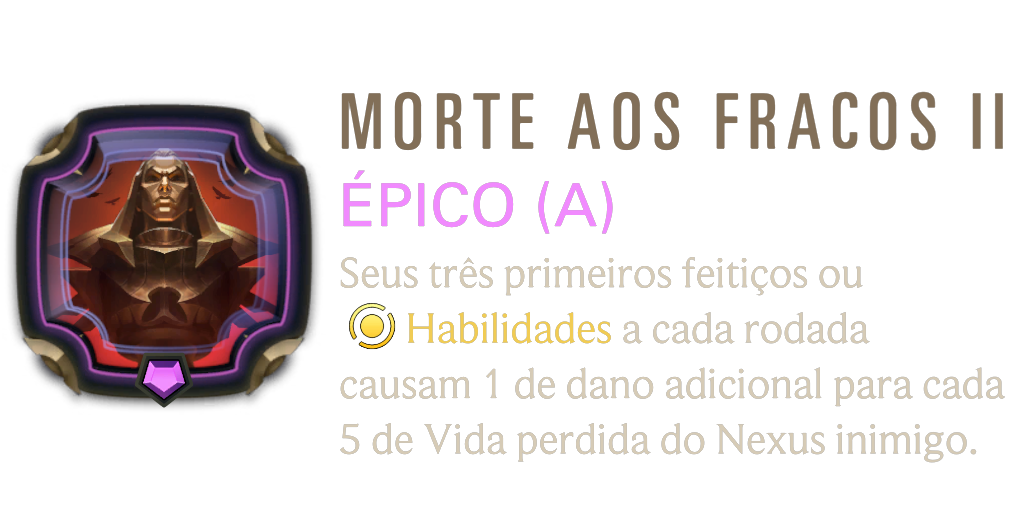 MORTE AOS FRACOS II
ÉPICO (A)
Seus três primeiros feitiços ou
Habilidades a cada rodada
causam 1 de dano adicional para cada
5 de Vida perdida do Nexus inimigo.